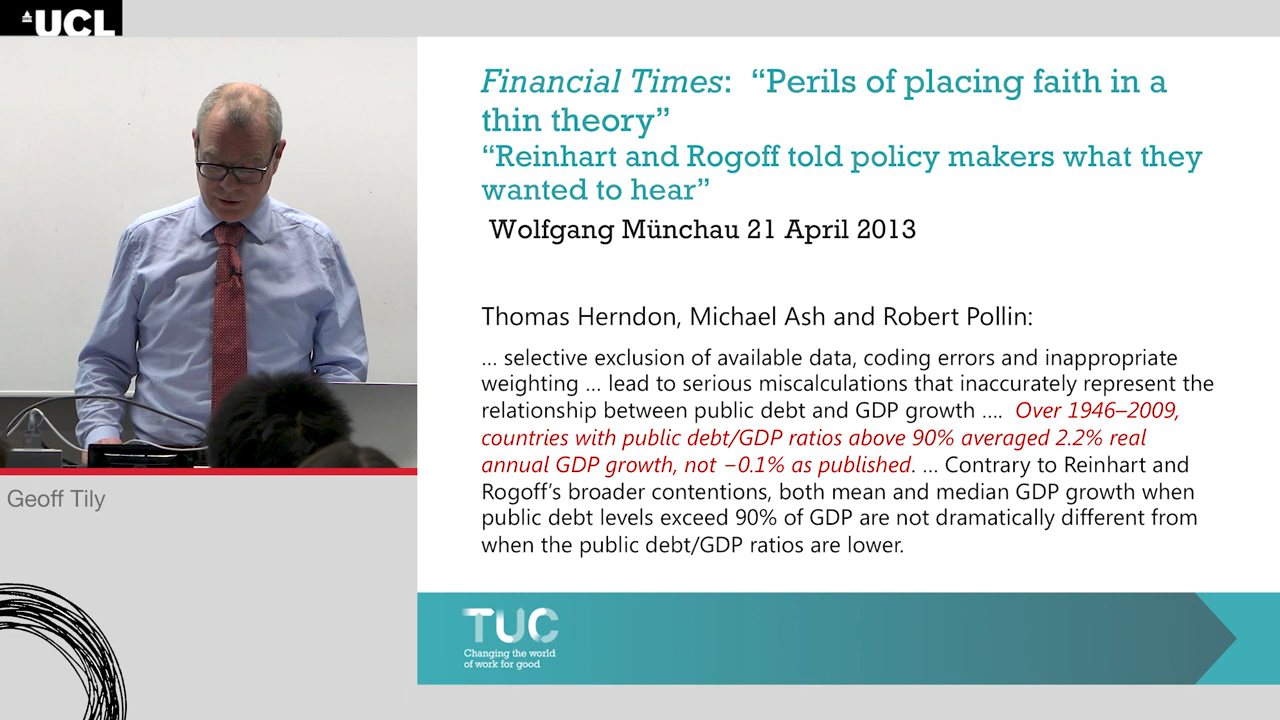 UCL
Financial Times: “Perils of placing faith in a
thin theory”
“Reinhart and Rogoff told policy makers what they
wanted to hear”
Wolfgang Münchau 21 April 2013
Thomas Herndon, Michael Ash and Robert Pollin:
... selective exclusion of available data, coding errors and inappropriate
weighting ... lead to serious miscalculations that inaccurately represent the
relationship between public debt and GDP growth .... Over 1946–2009,
countries with public debt/GDP ratios above 90% averaged 2.2% real
annual GDP growth, not −0.1% as published. ... Contrary to Reinhart and
Rogoff’s broader contentions, both mean and median GDP growth when
public debt levels exceed 90% of GDP are not dramatically different from
when the public debt/GDP ratios are lower.
Geoff Tily
TUC
Changing the world
of work for good